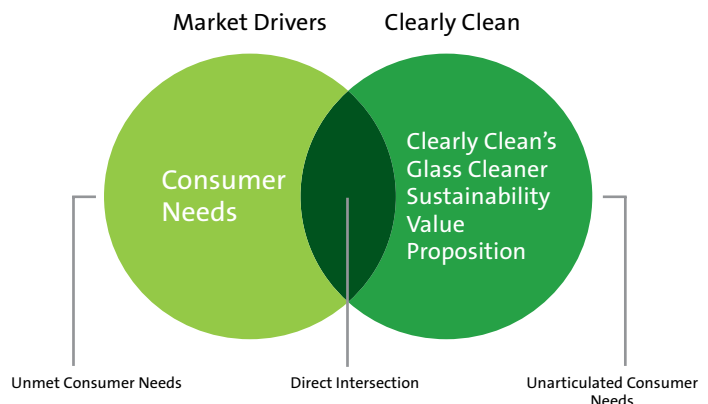 Market Drivers
Clearly Clean
Consumer
Needs
Clearly Clean’s
Glass Cleaner
Sustainability
Value
Proposition
Unmet Consumer Needs
Direct Intersection
Unarticulated Consumer
Needs